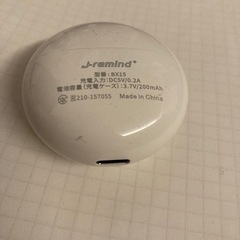 J-remind
型番：BX15
充電入力：DC5V/0.2A
電池容量（充電ケース）：3.7V/200mAh
210-157055 Made in China